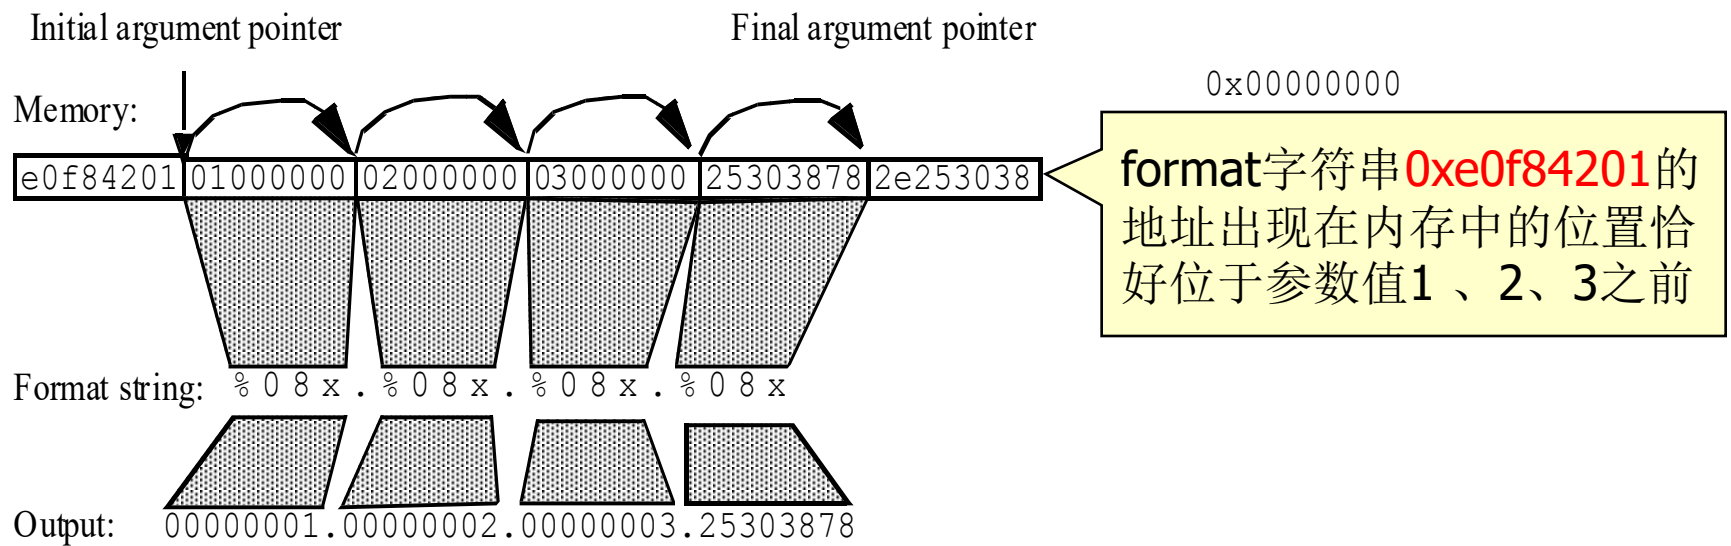 Initial argument pointer
Final argument pointer
0x00000000
Memory:
e0f84201 01000000 02000000 03000000 25303878 2e253038
format字符串0xe0f84201的
地址出现在内存中的位置恰
好位于参数值1 、2、3之前
Format string: %08x.%08x.%08x.%08x
Output: 00000001.00000002.00000003.25303878